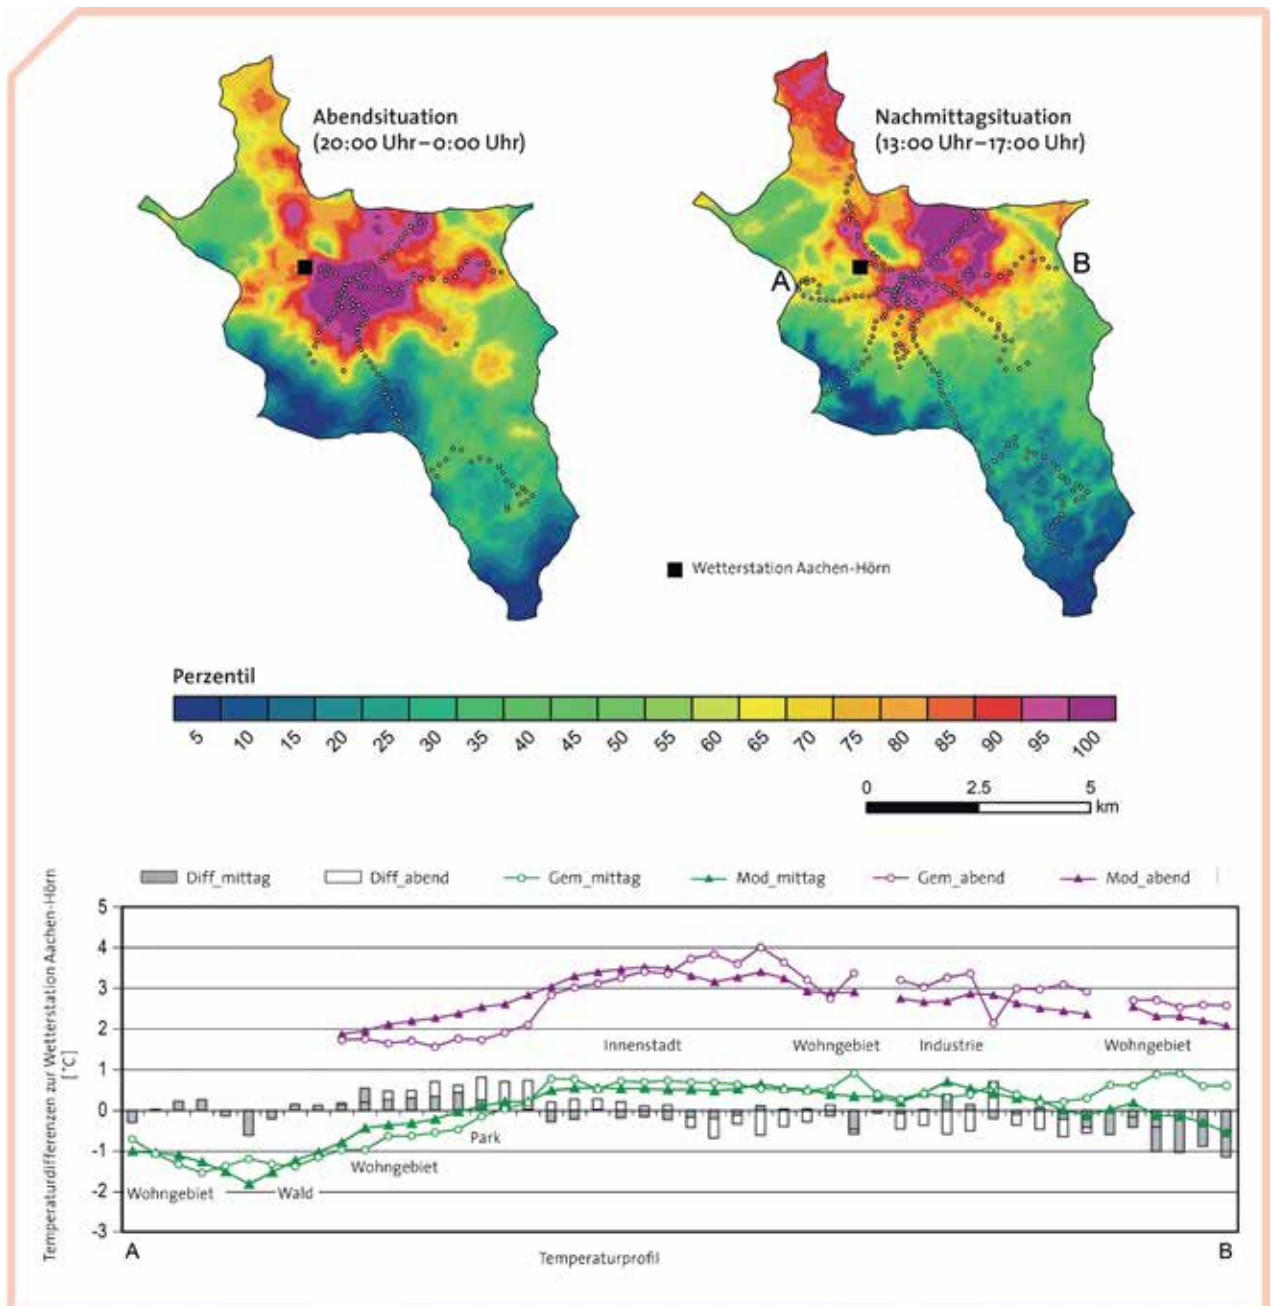 Abendsituation
(20:00 Uhr–0:00 Uhr)
Nachmittagsituation
(13:00 Uhr–17:00 Uhr)
A
B
Wetterstation Aachen-Hörn
Perzentil
5 10 15 20 25 30 35 40 45 50 55 60 65 70 75 80 85 90 95 100
0 2.5 5
km
Diff_mittag Diff_abend Gem_mittag Mod_mittag Gem_abend Mod_abend
Temperaturdifferenzen zur Wetterstation Aachen-Hörn
[°C]
5
4
3
2
1
0
-1
-2
-3
Innenstadt Wohngebiet Industrie Wohngebiet
Park
Wohngebiet
Wohngebiet Wald
A B
Temperaturprofil